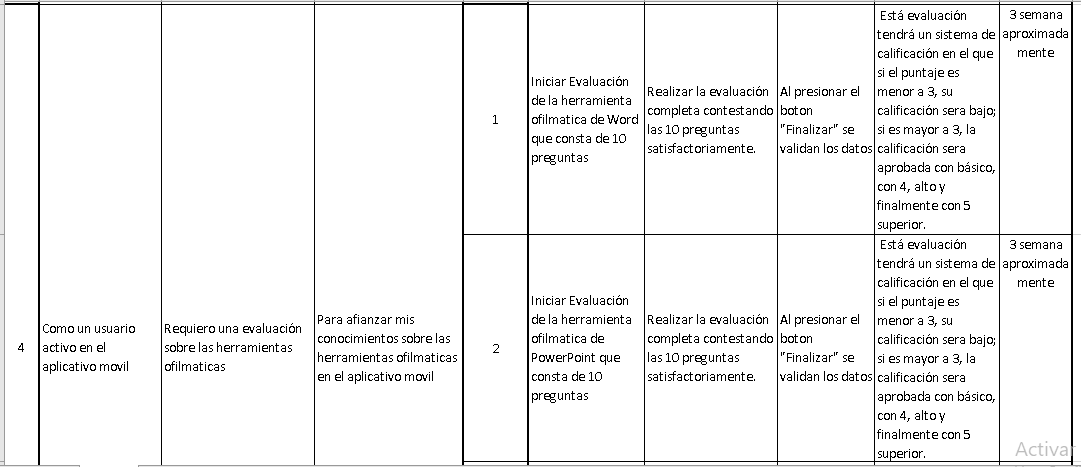 4
Como un usuario
activo en el
aplicativo movil
Requiero una evaluación
sobre las herramientas
ofilmaticas
Para afianzar mis
conocimientos sobre las
herramientas ofilmaticas
en el aplicativo movil
1
Iniciar Evaluación
de la herramienta
ofilmatica de Word
que consta de 10
preguntas
Realizar la evaluación
completa contestando
las 10 preguntas
satisfactoriamente.
Al presionar el
boton
"Finalizar" se
validan los datos
Está evaluación
tendrá un sistema de
calificación en el que
si el puntaje es
menor a 3, su
calificación sera bajo;
si es mayor a 3, la
calificación sera
aprobada con básico,
con 4, alto y
finalmente con 5
superior.
3 semana
aproximada
mente
2
Iniciar Evaluación
de la herramienta
ofilmatica de
PowerPoint que
consta de 10
preguntas
Realizar la evaluación
completa contestando
las 10 preguntas
satisfactoriamente.
Al presionar el
boton
"Finalizar" se
validan los datos
Está evaluación
tendrá un sistema de
calificación en el que
si el puntaje es
menor a 3, su
calificación sera bajo;
si es mayor a 3, la
calificación sera
aprobada con básico,
con 4, alto y
finalmente con 5
superior.
3 semana
aproximada
mente
Activar